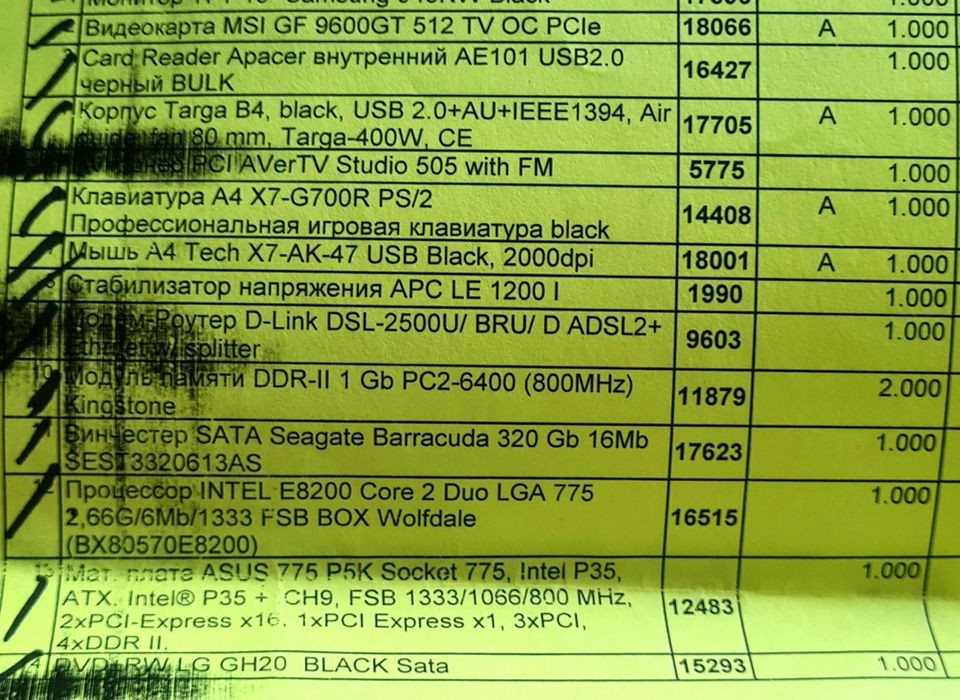 Samsung Black
2 Видеокарта MSI GF 9600GT 512 TV OC PCIe 18066 A 1.000
Card Reader Apacer внутренний AE101 USB2.0
черный BULK 16427 1.000
Корпус Targa B4, black, USB 2.0+AU+IEEE1394, Air
guide fan 80 mm, Targa-400W, CE 17705 A 1.000
PCI AVerTV Studio 505 with FM 5775 1.000
Клавиатура A4 X7-G700R PS/2
Профессиональная игровая клавиатура black 14408 A 1.000
Мышь A4 Tech X7-AK-47 USB Black, 2000dpi 18001 A 1.000
8 Стабилизатор напряжения APC LE 1200 I 1990 1.000
Модем-Роутер D-Link DSL-2500U/ BRU/ D ADSL2+
w/ splitter 9603 1.000
10 Модуль памяти DDR-II 1 Gb PC2-6400 (800MHz)
Kingstone 11879 2.000
11 Винчестер SATA Seagate Barracuda 320 Gb 16Mb
SEST3320613AS 17623 1.000
12 Процессор INTEL E8200 Core 2 Duo LGA 775
2,66G/6Mb/1333 FSB BOX Wolfdale
(BX80570E8200) 16515 1.000
13 Мат. плата ASUS 775 P5K Socket 775, Intel P35,
ATX. Intel® P35 + ICH9, FSB 1333/1066/800 MHz,
2xPCI-Express x16. 1xPCI Express x1, 3xPCI,
4xDDR II. 12483 1.000
DVD-RW LG GH20 BLACK Sata 15293 1.000